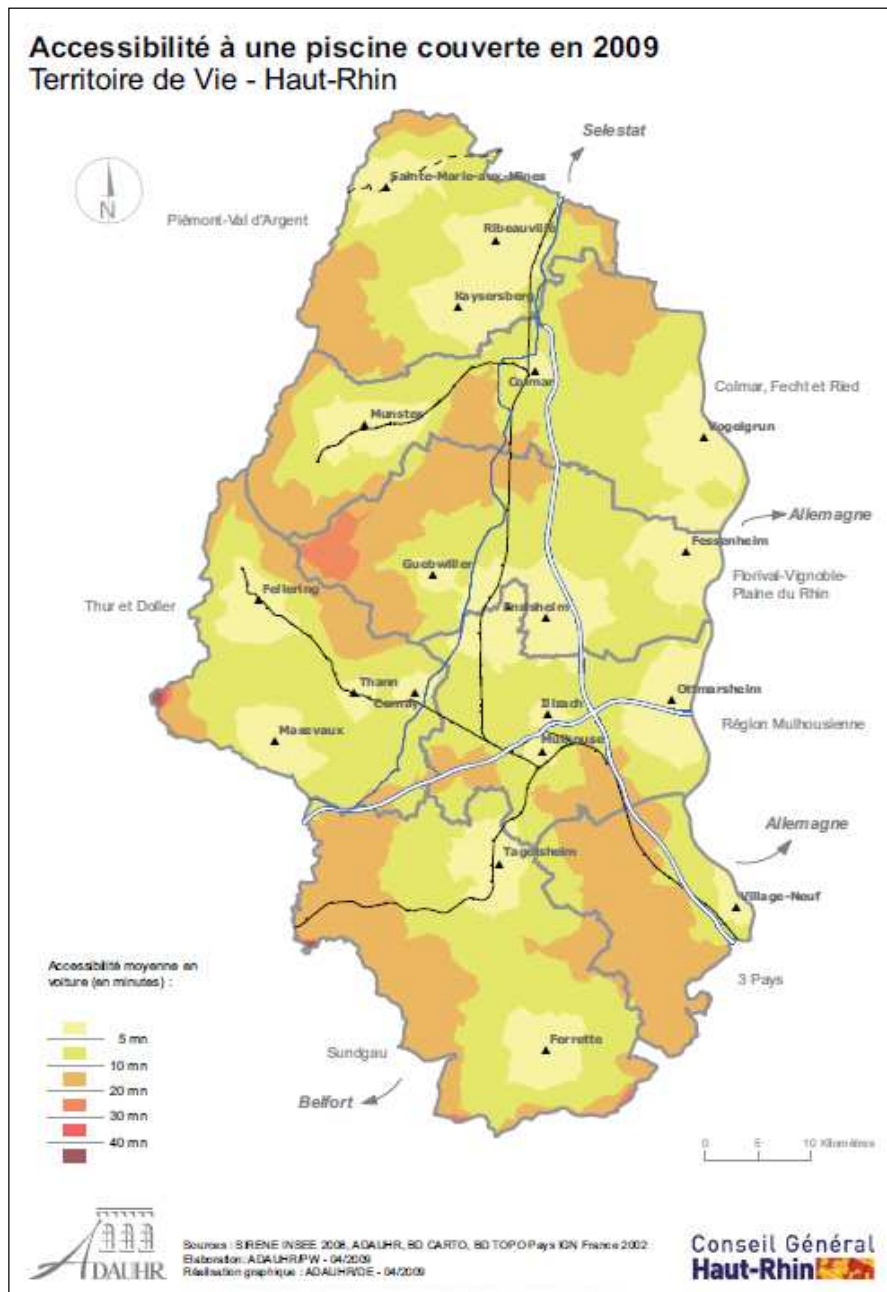 Accessibilité à une piscine couverte en 2009
Territoire de Vie - Haut-Rhin
Selestat
N
Sainte-Marie-aux-Mines
Piémont-Val d'Argent
Ribeauville
Kaysersberg
Colmar
Colmar, Fecht et Ried
Munster
Vogelgrun
Allemagne
Fessenheim
Guebwiller
Florival-Vignoble-
Plaine du Rhin
Fellering
Thur et Doller
Ensisheim
Thann
Cernay
Ottmarsheim
Illzach
Région Mulhousienne
Massvaux
Mulhouse
Allemagne
Tagolsheim
Village-Neuf
Accessibilité moyenne en
voiture (en minutes) :
3 Pays
5 mn
10 mn
20 mn
30 mn
40 mn
Sundgau
Ferrette
Belfort
0 5 10 Kilomètres
ADAUHR
Sources : SIRENE INSEE 2008, ADAUHR, BD CARTO, BD TOPO Pays IGN France 2002
Elaboration: ADAUHR/PW - 04/2009
Réalisation graphique : ADAUHR/DE - 04/2009
Conseil Général
Haut-Rhin